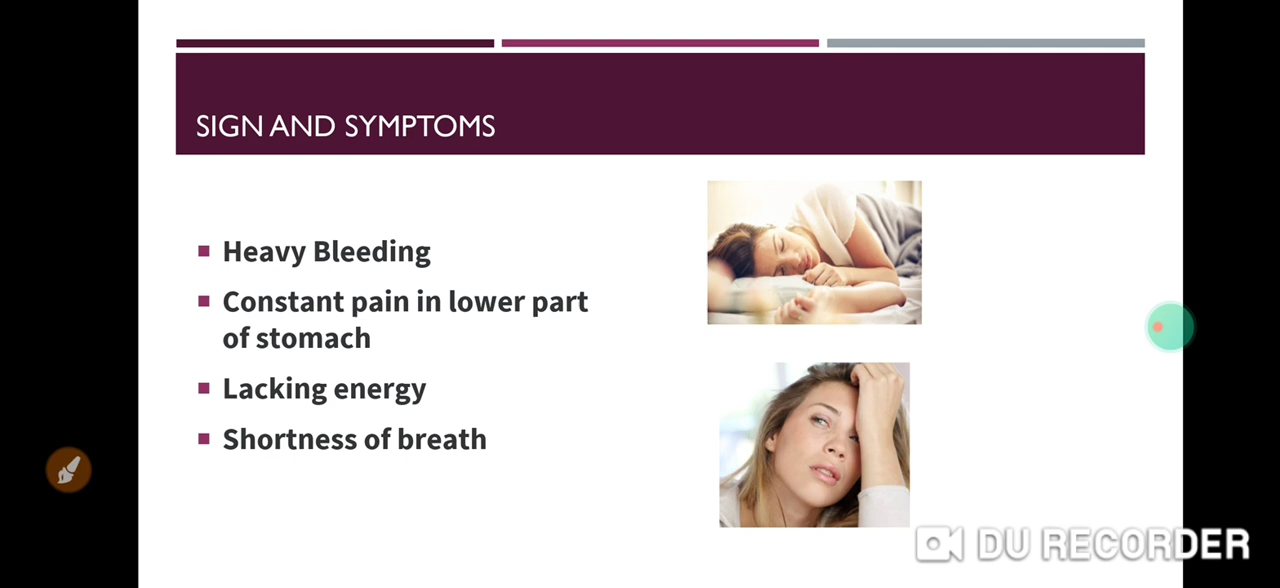 SIGN AND SYMPTOMS
Heavy Bleeding
Constant pain in lower part
of stomach
Lacking energy
Shortness of breath
DU RECORDER